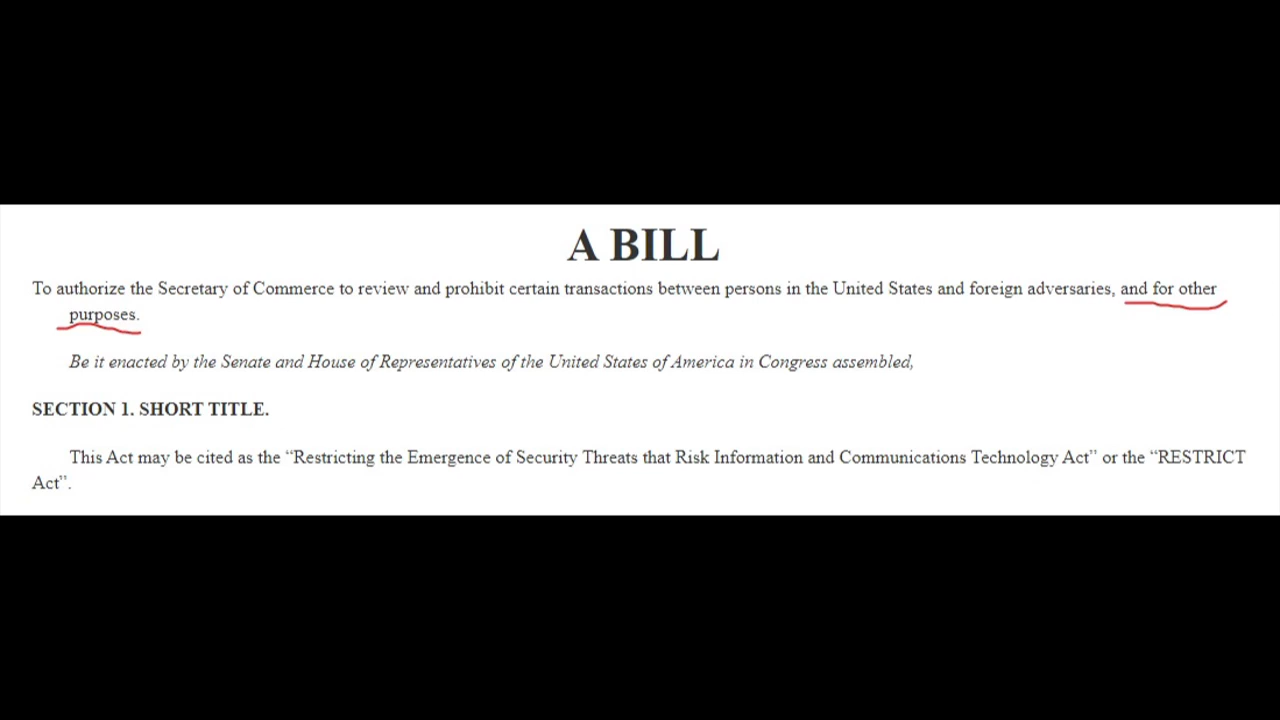 A BILL
To authorize the Secretary of Commerce to review and prohibit certain transactions between persons in the United States and foreign adversaries, and for other
purposes.
Be it enacted by the Senate and House of Representatives of the United States of America in Congress assembled,
SECTION 1. SHORT TITLE.
This Act may be cited as the “Restricting the Emergence of Security Threats that Risk Information and Communications Technology Act” or the “RESTRICT
Act”.